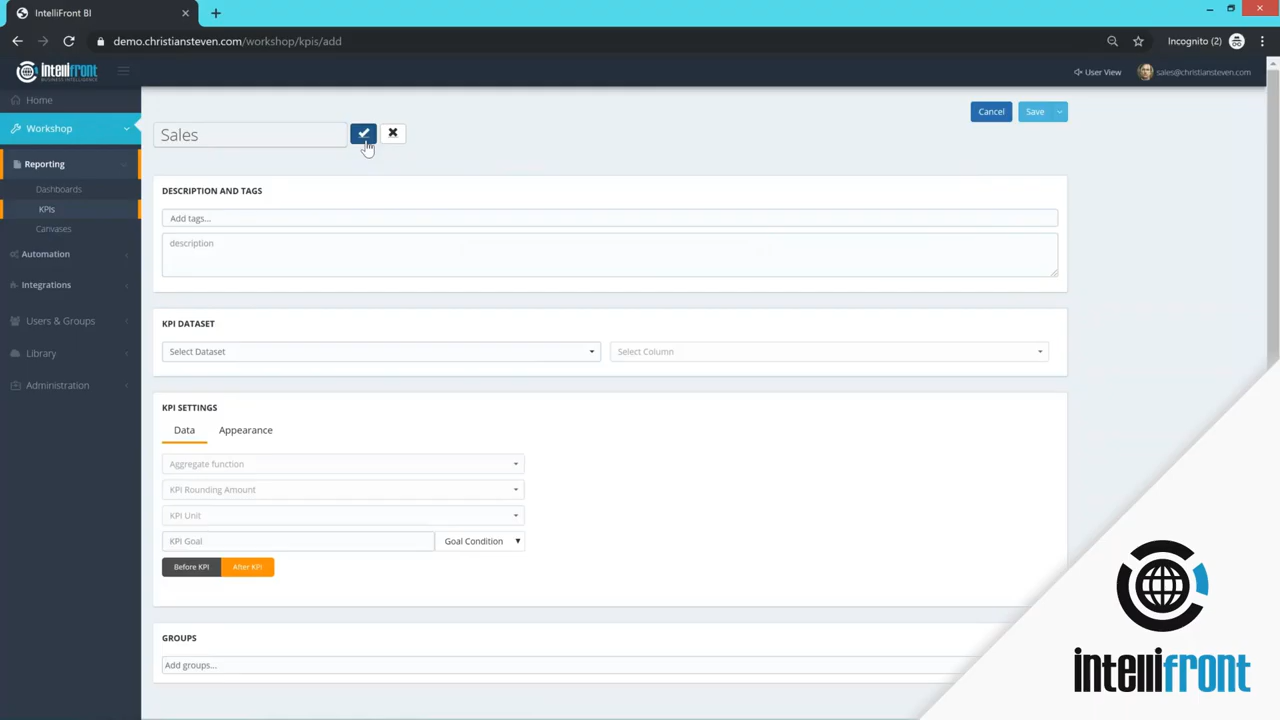 IntelliFront BI
demo.christiansteven.com/workshop/kpis/add
Incognito (2)
intellifront
BUSINESS INTELLIGENCE
User View
sales@christiansteven.com
Home
Workshop
Reporting
Dashboards
KPIs
Canvases
Automation
Integrations
Users & Groups
Library
Administration
Cancel
Save
Sales
DESCRIPTION AND TAGS
Add tags...
description
KPI DATASET
Select Dataset
Select Column
KPI SETTINGS
Data
Appearance
Aggregate function
KPI Rounding Amount
KPI Unit
KPI Goal
Goal Condition
Before KPI
After KPI
GROUPS
Add groups...
intellifront